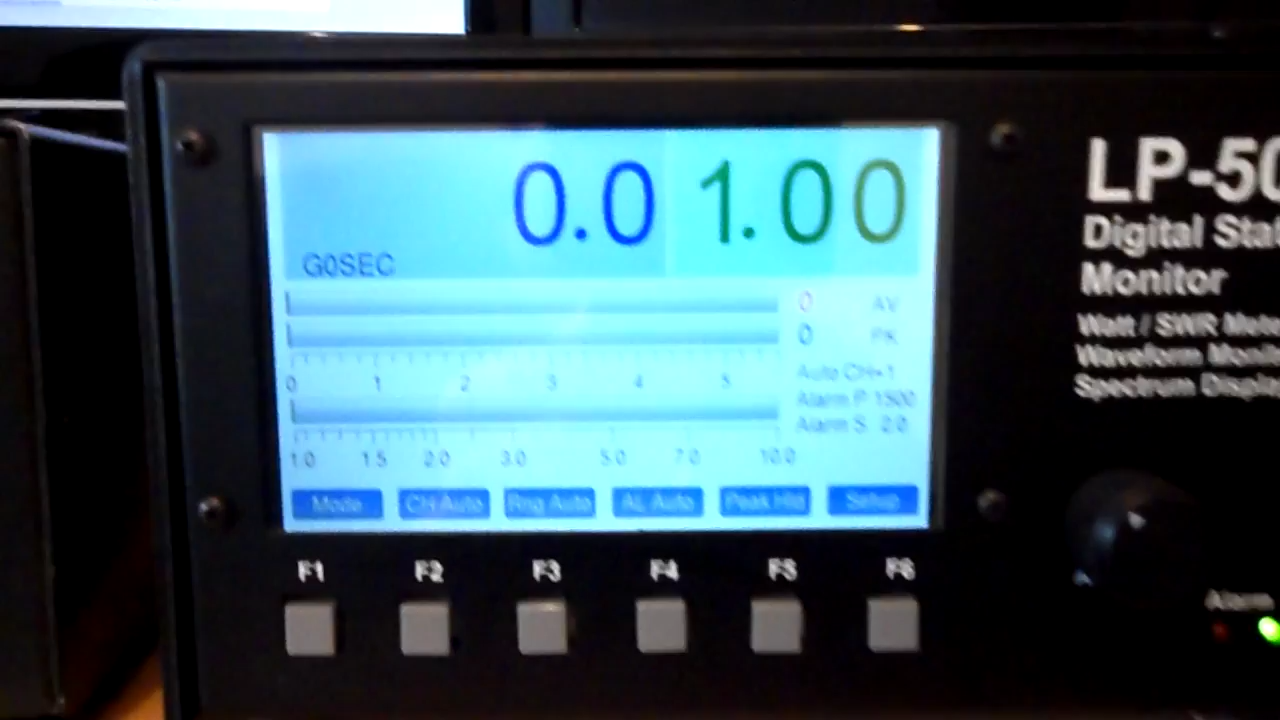 0.0 1.00
G0SEC
0 AV
0 PK
0 1 2 3 4 5
Auto CH•1
Alarm P 1500
Alarm S 2.0
1.0 1.5 2.0 3.0 5.0 7.0 10.0
Mode CH Auto Rng Auto AL Auto Peak Hld Setup
F1 F2 F3 F4 F5 F6
LP-50
Digital Stat
Monitor
Watt / SWR Mete
Waveform Monito
Spectrum Displa
Alarm